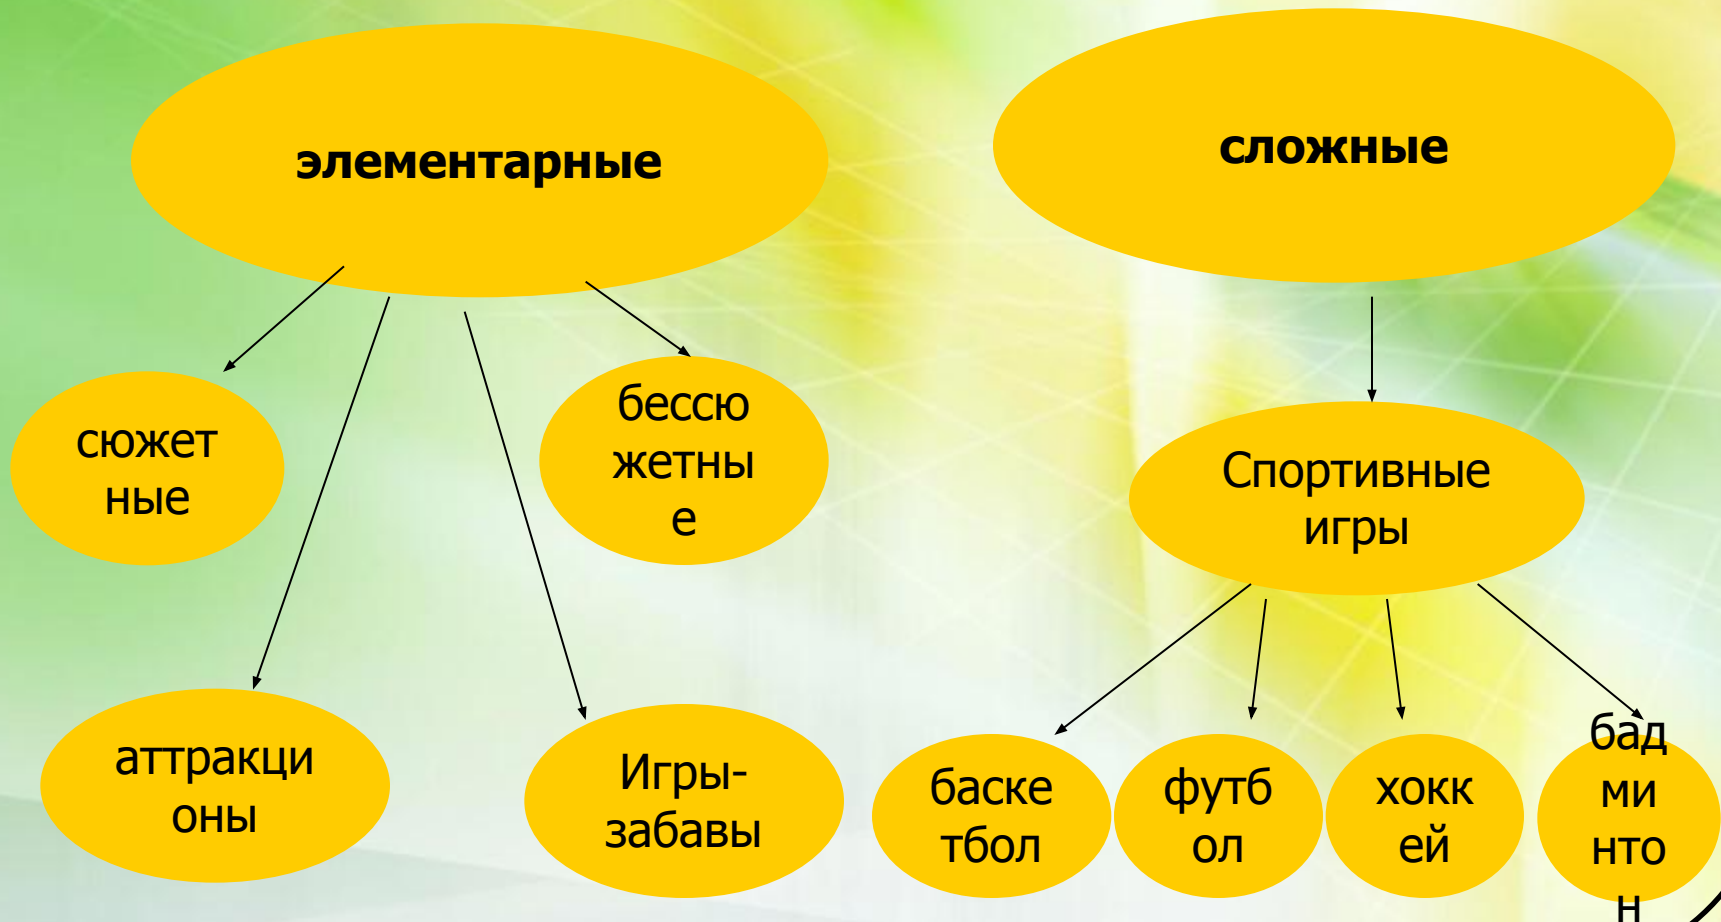 элементарные
сложные
сюжет
ные
бессю
жетны
е
Спортивные
игры
аттракци
оны
Игры-
забавы
баске
тбол
футб
ол
хокк
ей
бад
ми
нто
н